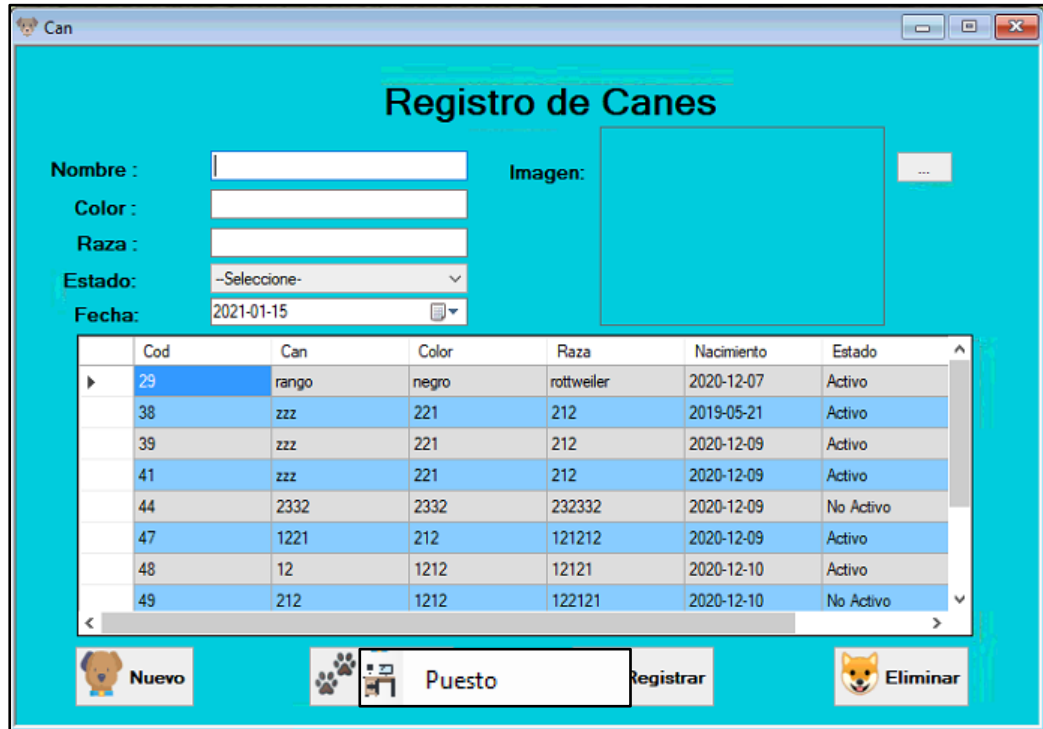 Can
Registro de Canes
Nombre :
Imagen:
...
Color :
Raza :
Estado: --Seleccione-
Fecha: 2021-01-15
Cod Can Color Raza Nacimiento Estado
29 rango negro rottweiler 2020-12-07 Activo
38 zzz 221 212 2019-05-21 Activo
39 zzz 221 212 2020-12-09 Activo
41 zzz 221 212 2020-12-09 Activo
44 2332 2332 232332 2020-12-09 No Activo
47 1221 212 121212 2020-12-09 Activo
48 12 1212 12121 2020-12-10 Activo
49 212 1212 122121 2020-12-10 No Activo
Nuevo Puesto Registrar Eliminar